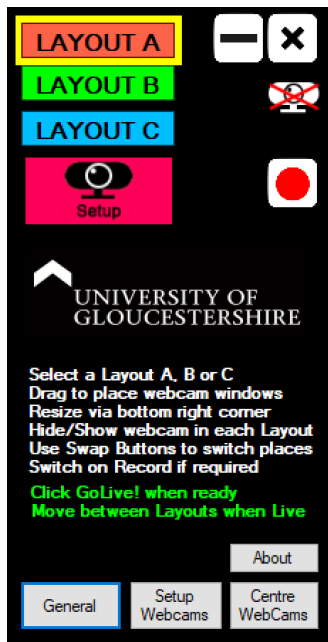 LAYOUT A
LAYOUT B
LAYOUT C
Setup
UNIVERSITY OF
GLOUCESTERSHIRE
Select a Layout A, B or C
Drag to place webcam windows
Resize via bottom right corner
Hide/Show webcam in each Layout
Use Swap Buttons to switch places
Switch on Record if required
Click GoLive! when ready
Move between Layouts when Live
About
General
Setup
Webcams
Centre
WebCams